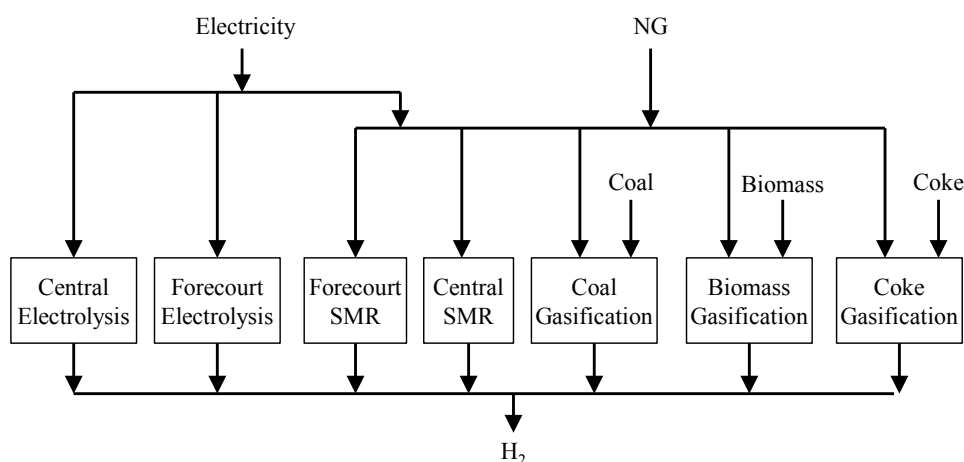 Electricity
NG
Coal
Biomass
Coke
Central
Electrolysis
Forecourt
Electrolysis
Forecourt
SMR
Central
SMR
Coal
Gasification
Biomass
Gasification
Coke
Gasification
H₂